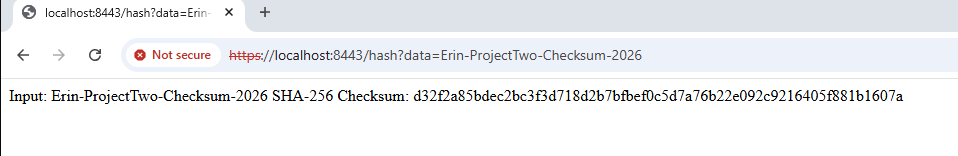 localhost:8443/hash?data=Erin-
Not secure https://localhost:8443/hash?data=Erin-ProjectTwo-Checksum-2026
Input: Erin-ProjectTwo-Checksum-2026 SHA-256 Checksum: d32f2a85bdec2bc3f3d718d2b7bfbef0c5d7a76b22e092c9216405f881b1607a